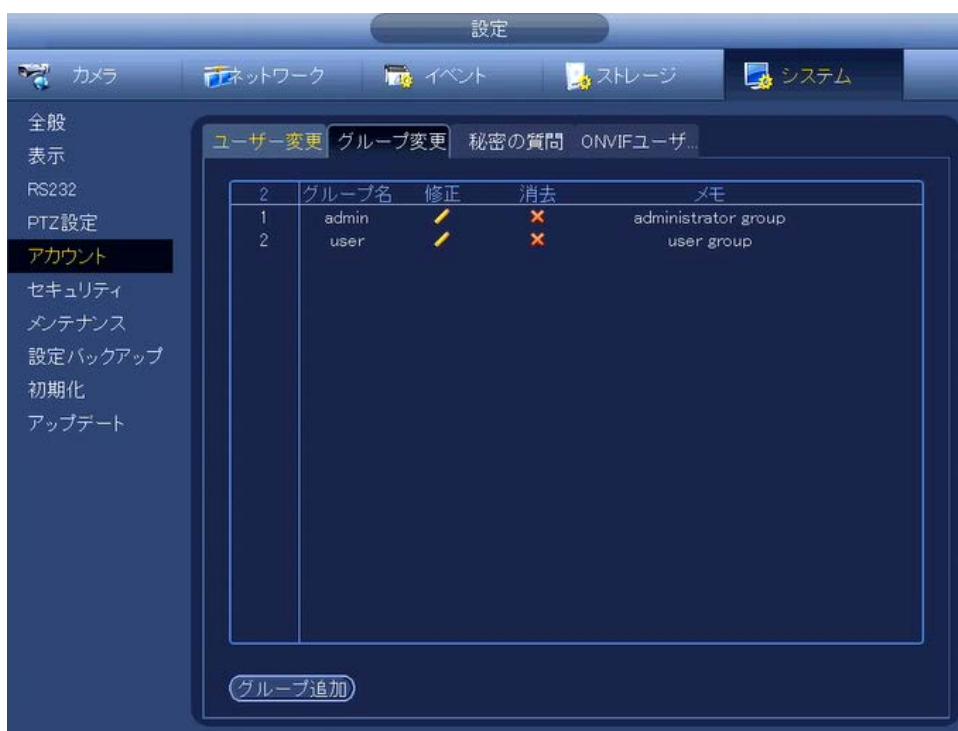 設定
カメラ ネットワーク イベント ストレージ システム
全般
表示
RS232
PTZ設定
アカウント
セキュリティ
メンテナンス
設定バックアップ
初期化
アップデート
ユーザー変更 グループ変更 秘密の質問 ONVIFユーザ...
2 グループ名 修正 消去 メモ
1 admin administrator group
2 user user group
グループ追加